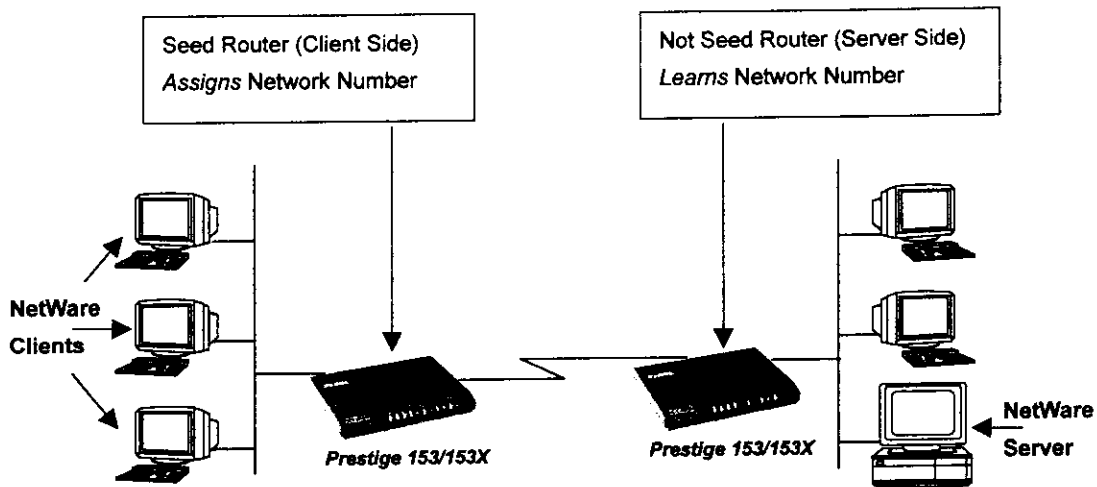 Seed Router (Client Side)
Assigns Network Number
Not Seed Router (Server Side)
Learns Network Number
NetWare
Clients
Prestige 153/153X
Prestige 153/153X
NetWare
Server